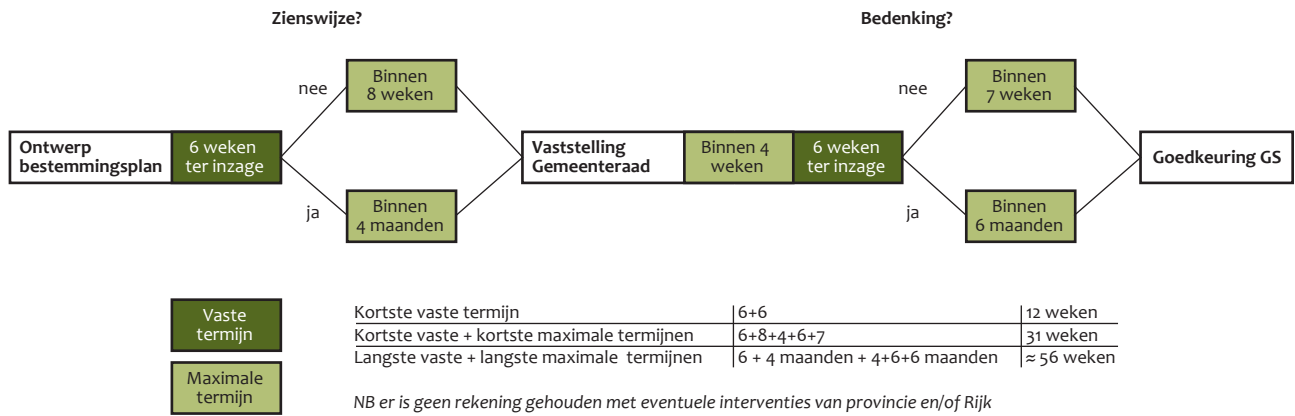 Zienswijze?
Bedenking?
nee
Binnen
8 weken
nee
Binnen
7 weken
Ontwerp
bestemmingsplan
6 weken
ter inzage
Vaststelling
Gemeenteraad
Binnen 4
weken
6 weken
ter inzage
Goedkeuring GS
ja
Binnen
4 maanden
ja
Binnen
6 maanden
Vaste
termijn
Kortste vaste termijn 6+6 12 weken
Kortste vaste + kortste maximale termijnen 6+8+4+6+7 31 weken
Langste vaste + langste maximale termijnen 6 + 4 maanden + 4+6+6 maanden ≈ 56 weken
Maximale
termijn
NB er is geen rekening gehouden met eventuele interventies van provincie en/of Rijk